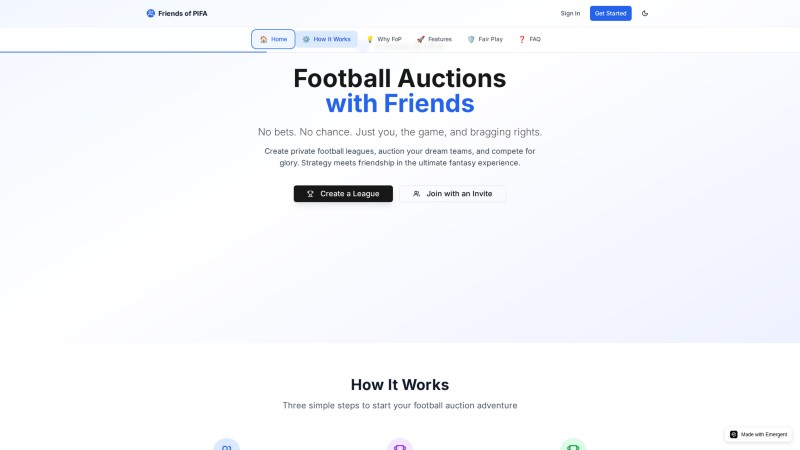 Friends of PIFA
Sign In
Get Started
Home
How It Works
Why FoP
Features
Fair Play
FAQ
Football Auctions
with Friends
No bets. No chance. Just you, the game, and bragging rights.
Create private football leagues, auction your dream teams, and compete for
glory. Strategy meets friendship in the ultimate fantasy experience.
Create a League
Join with an Invite
How It Works
Three simple steps to start your football auction adventure
Made with Emergent